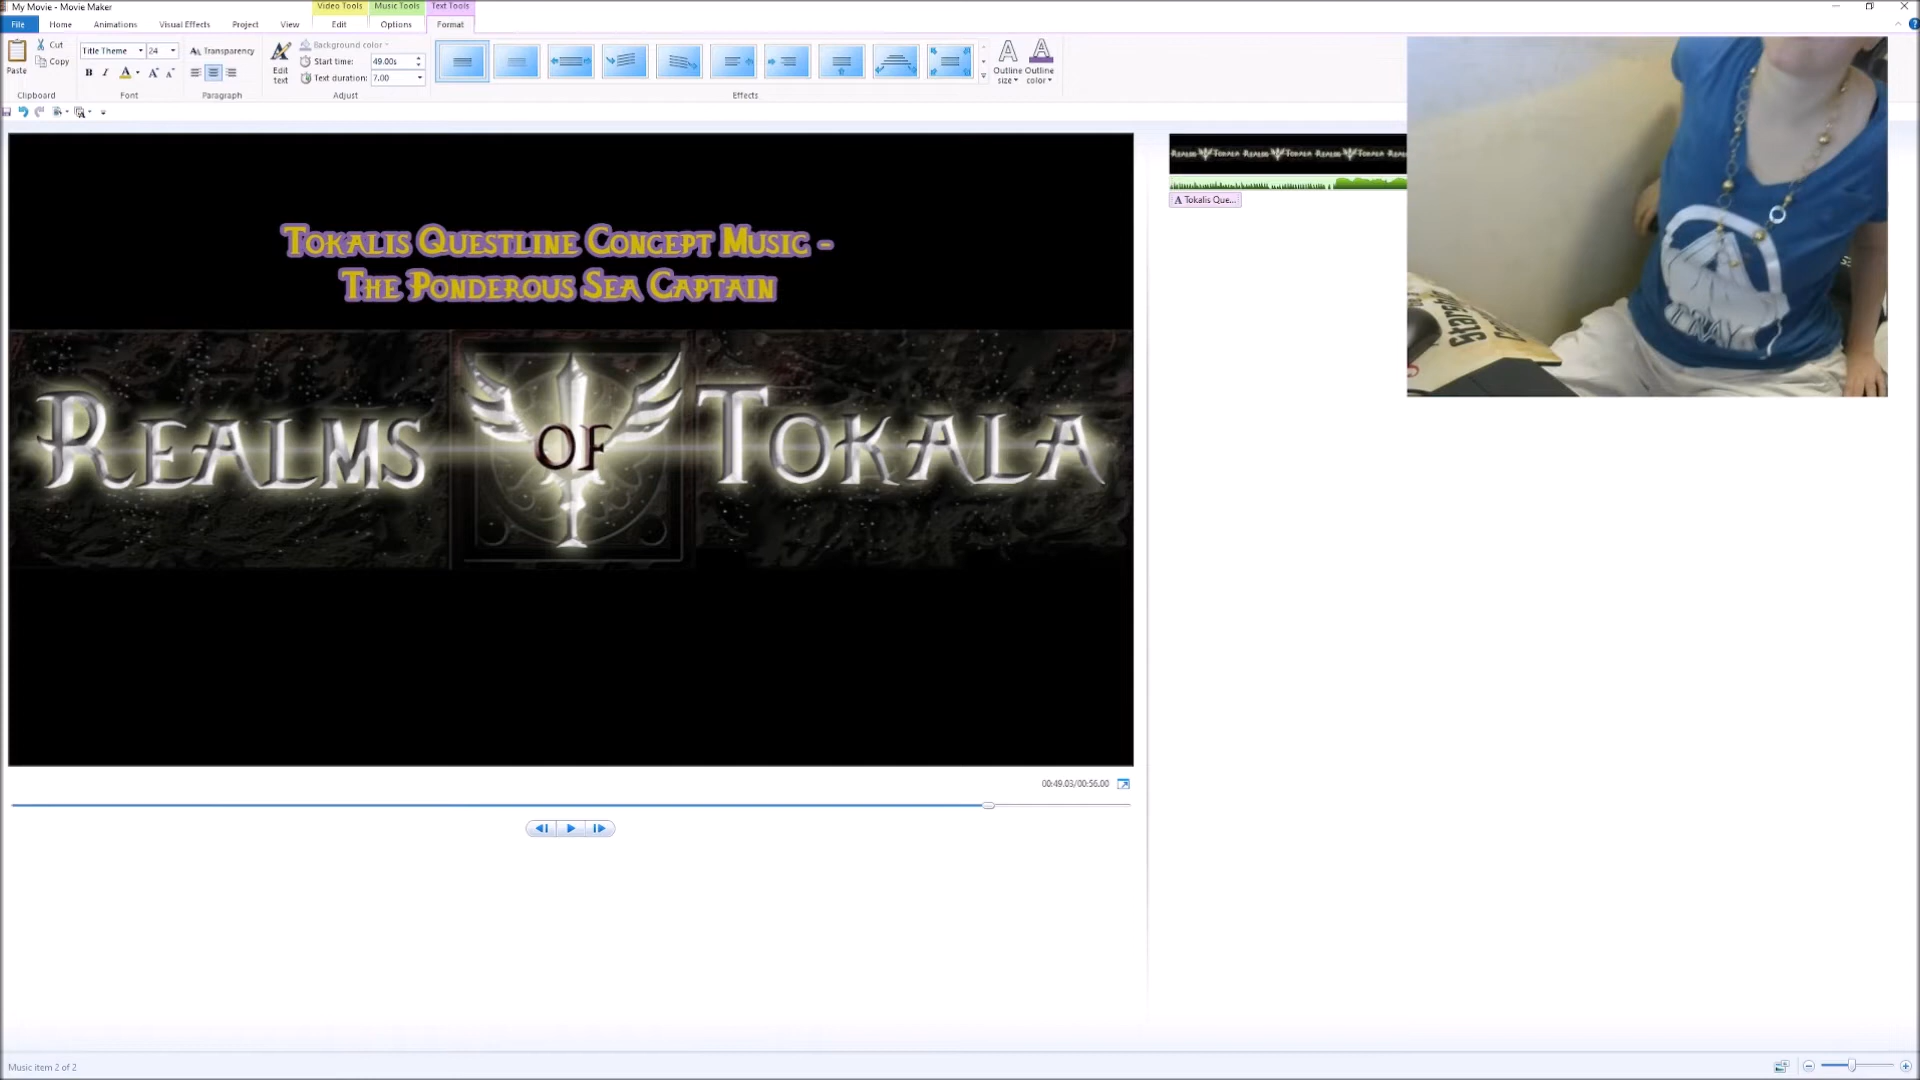 My Movie - Movie Maker
Video Tools
Music Tools
Text Tools
File
Home
Animations
Visual Effects
Project
View
Edit
Options
Format
Paste
Cut
Copy
Clipboard
Title Theme
24
B I A A A
Font
Transparency
Paragraph
Edit
text
Background color
Start time:
49.00s
Text duration:
7.00
Adjust
Effects
Outline
size
Outline
color
Tokalis Questline Concept Music -
The Ponderous Sea Captain
Realms of Tokala
00:49.03/00:56.00
A Tokalis Que...
Music item 2 of 2